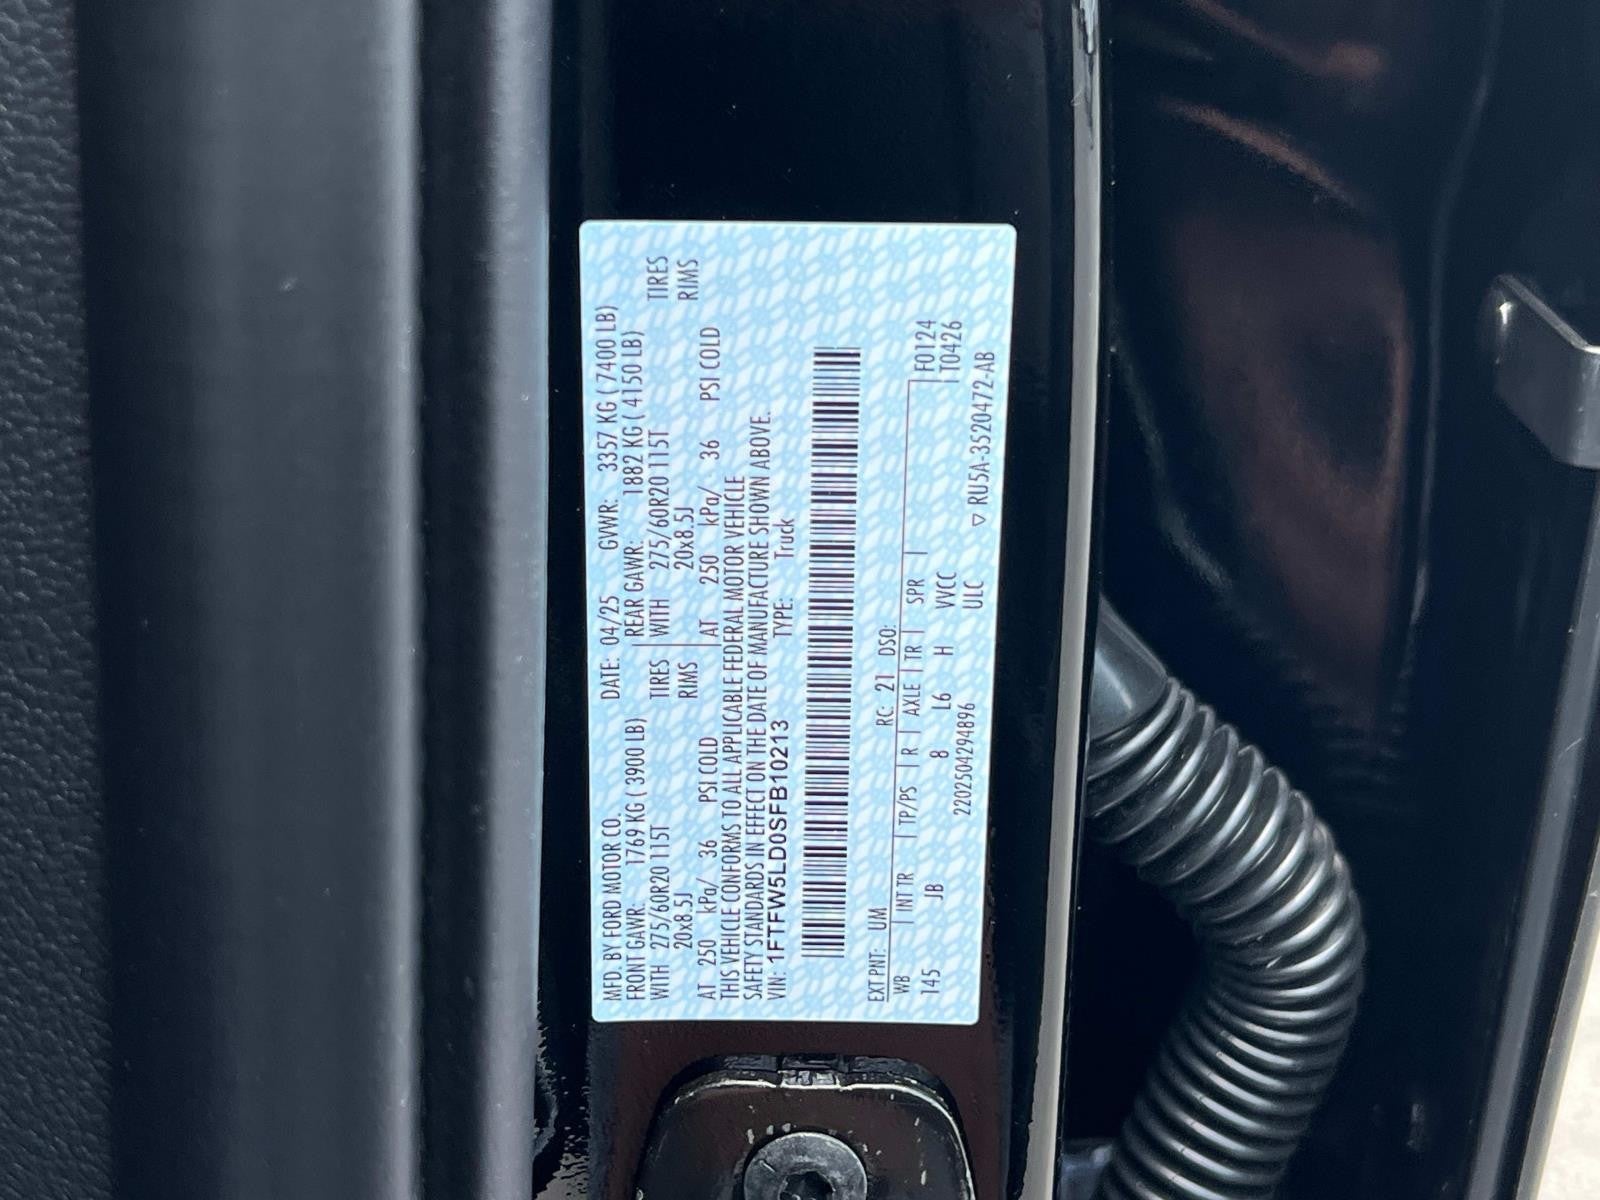 MFD. BY FORD MOTOR CO. DATE: 04/25 GVWR: 3357 KG ( 7400 LB)
FRONT GAWR: 1769 KG ( 3900 LB) REAR GAWR: 1882 KG ( 4150 LB)
WITH 275/60R20 115T TIRES WITH 275/60R20 115T TIRES
20x8.5J RIMS 20x8.5J RIMS
AT 250 kPa/ 36 PSI COLD AT 250 kPa/ 36 PSI COLD
THIS VEHICLE CONFORMS TO ALL APPLICABLE FEDERAL MOTOR VEHICLE
SAFETY STANDARDS IN EFFECT ON THE DATE OF MANUFACTURE SHOWN ABOVE.
VIN: 1FTFW5LD0SFB10213 TYPE: Truck
EXT PNT: UM RC: 21 DSO:
WB INT TR TP/PS R AXLE TR SPR F0124
145 JB 8 L6 H VVCC T0426
2202504294896 ULC ▽ RU5A-3520472-AB